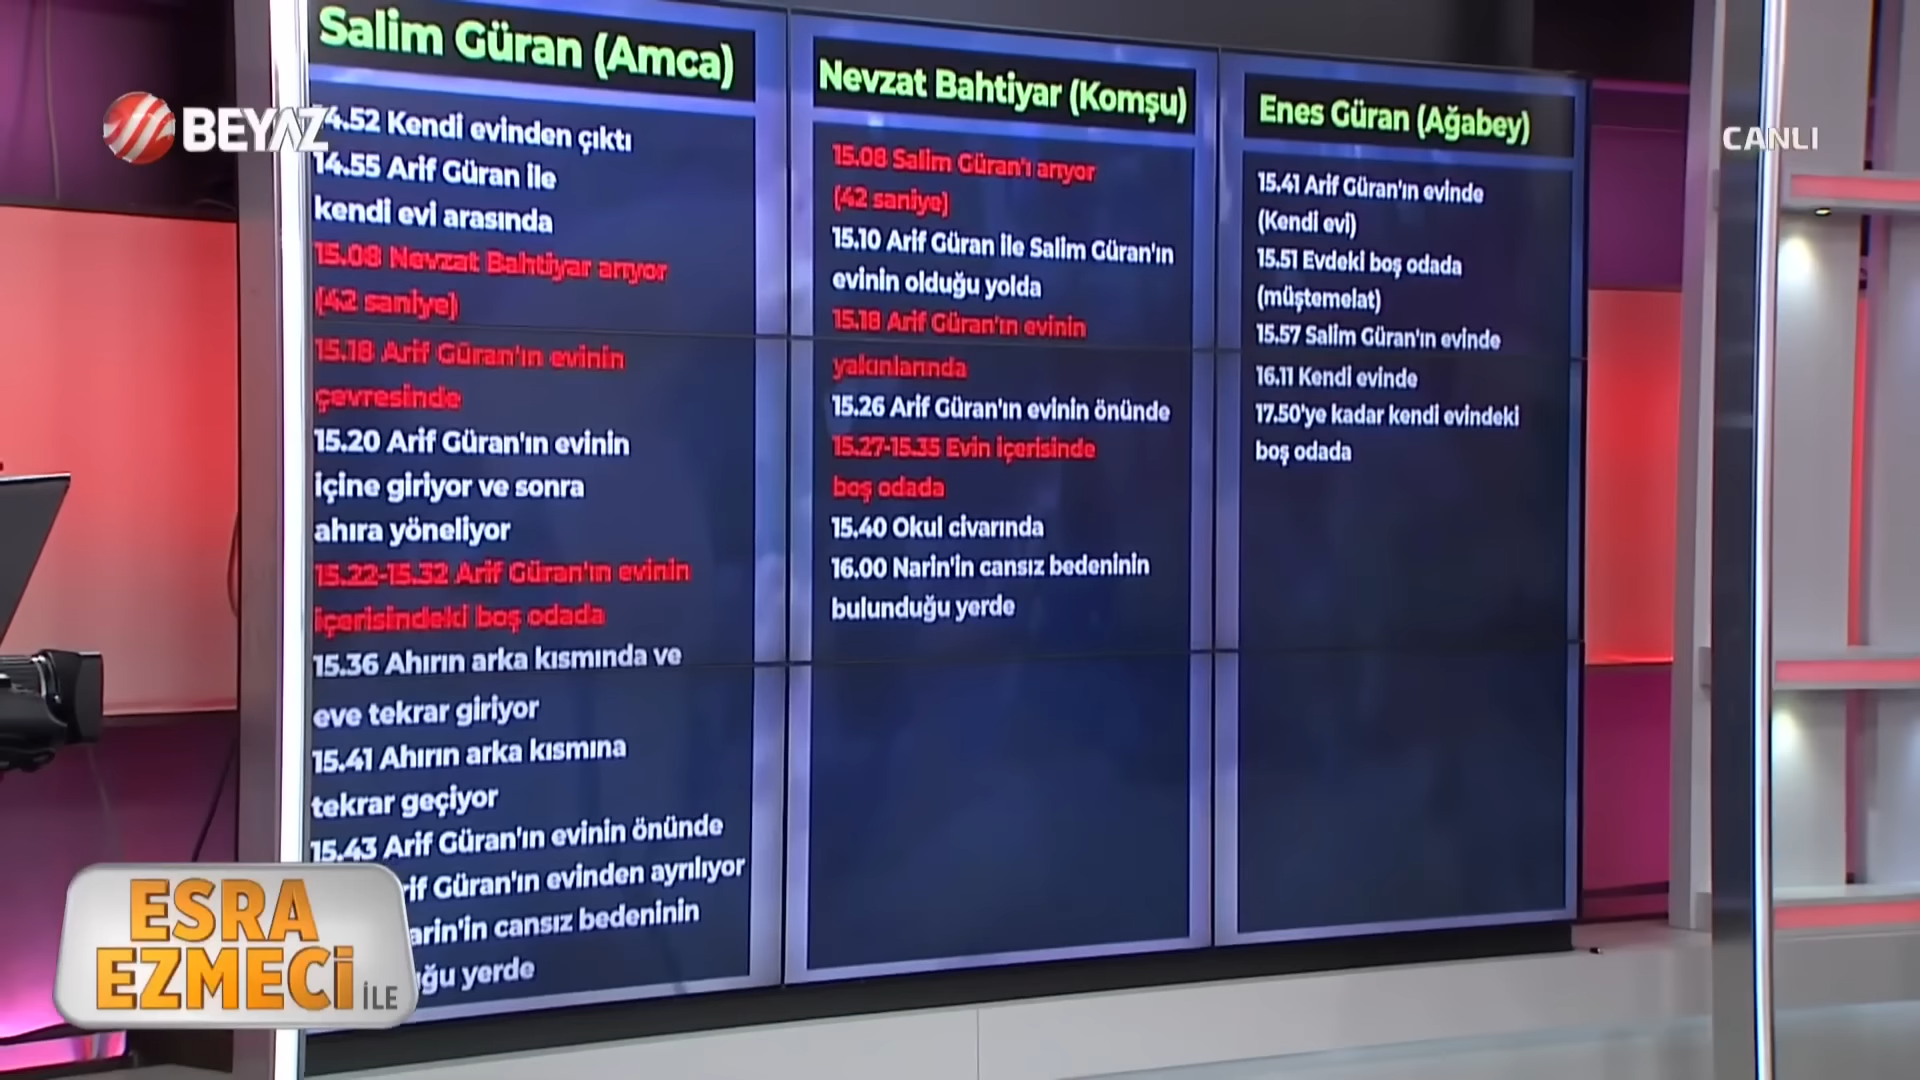 Salim Güran (Amca)
14.52 Kendi evinden çıktı
14.55 Arif Güran ile
kendi evi arasında
15.08 Nevzat Bahtiyar arıyor
(42 saniye)
15.18 Arif Güran'ın evinin
çevresinde
15.20 Arif Güran'ın evinin
içine giriyor ve sonra
ahıra yöneliyor
15.22-15.32 Arif Güran'ın evinin
içerisindeki boş odada
15.36 Ahırın arka kısmında ve
eve tekrar giriyor
15.41 Ahırın arka kısmına
tekrar geçiyor
15.43 Arif Güran'ın evinin önünde
Güran'ın evinden ayrılıyor
cansız bedeninin
yerde
Nevzat Bahtiyar (Komşu)
15.08 Salim Güran'ı arıyor
(42 saniye)
15.10 Arif Güran ile Salim Güran'ın
evinin olduğu yolda
15.18 Arif Güran'ın evinin
yakınlarında
15.26 Arif Güran'ın evinin önünde
15.27-15.35 Evin içerisinde
boş odada
15.40 Okul civarında
16.00 Narin'in cansız bedeninin
bulunduğu yerde
Enes Güran (Ağabey)
15.41 Arif Güran'ın evinde
(Kendi evi)
15.51 Evdeki boş odada
(müştemelat)
15.57 Salim Güran'ın evinde
16.11 Kendi evinde
17.50'ye kadar kendi evindeki
boş odada
BEYAZ
CANLI
ESRA
EZMECİ İLE